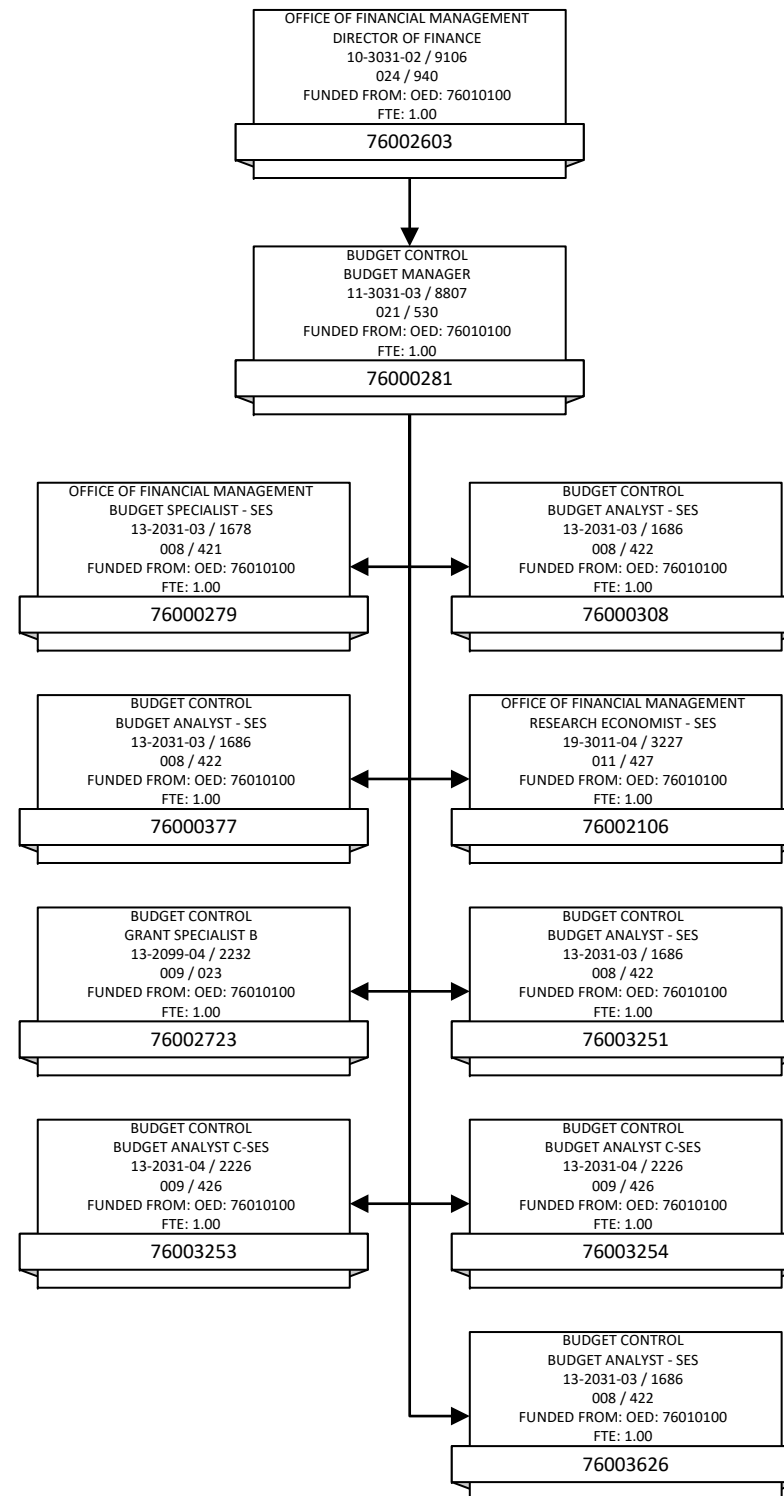 OFFICE OF FINANCIAL MANAGEMENT
DIRECTOR OF FINANCE
10-3031-02 / 9106
024 / 940
FUNDED FROM: OED: 76010100
FTE: 1.00
76002603
BUDGET CONTROL
BUDGET MANAGER
11-3031-03 / 8807
021 / 530
FUNDED FROM: OED: 76010100
FTE: 1.00
76000281
OFFICE OF FINANCIAL MANAGEMENT
BUDGET SPECIALIST - SES
13-2031-03 / 1678
008 / 421
FUNDED FROM: OED: 76010100
FTE: 1.00
76000279
BUDGET CONTROL
BUDGET ANALYST - SES
13-2031-03 / 1686
008 / 422
FUNDED FROM: OED: 76010100
FTE: 1.00
76000308
BUDGET CONTROL
BUDGET ANALYST - SES
13-2031-03 / 1686
008 / 422
FUNDED FROM: OED: 76010100
FTE: 1.00
76000377
OFFICE OF FINANCIAL MANAGEMENT
RESEARCH ECONOMIST - SES
19-3011-04 / 3227
011 / 427
FUNDED FROM: OED: 76010100
FTE: 1.00
76002106
BUDGET CONTROL
GRANT SPECIALIST B
13-2099-04 / 2232
009 / 023
FUNDED FROM: OED: 76010100
FTE: 1.00
76002723
BUDGET CONTROL
BUDGET ANALYST - SES
13-2031-03 / 1686
008 / 422
FUNDED FROM: OED: 76010100
FTE: 1.00
76003251
BUDGET CONTROL
BUDGET ANALYST C-SES
13-2031-04 / 2226
009 / 426
FUNDED FROM: OED: 76010100
FTE: 1.00
76003253
BUDGET CONTROL
BUDGET ANALYST C-SES
13-2031-04 / 2226
009 / 426
FUNDED FROM: OED: 76010100
FTE: 1.00
76003254
BUDGET CONTROL
BUDGET ANALYST - SES
13-2031-03 / 1686
008 / 422
FUNDED FROM: OED: 76010100
FTE: 1.00
76003626